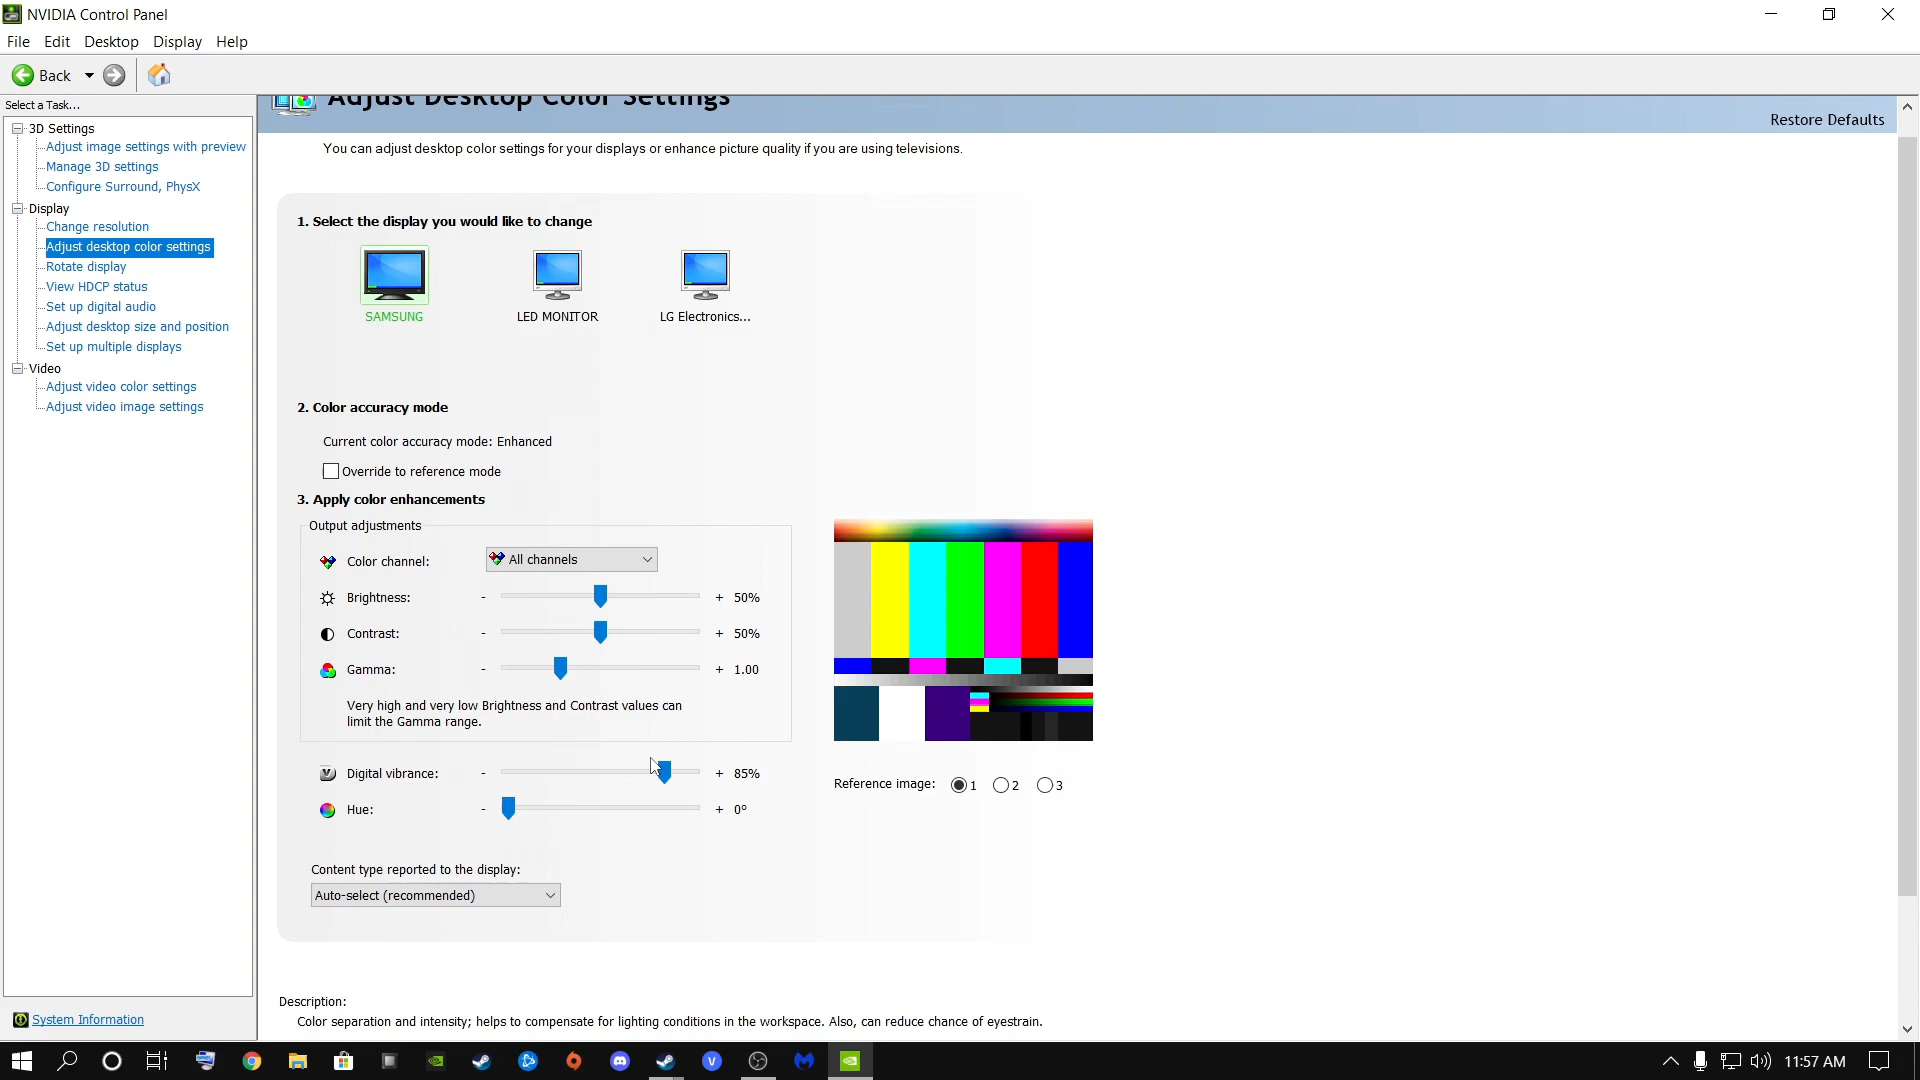 NVIDIA Control Panel
File Edit Desktop Display Help
Back
Select a Task...
3D Settings
Adjust image settings with preview
Manage 3D settings
Configure Surround, PhysX
Display
Change resolution
Adjust desktop color settings
Rotate display
View HDCP status
Set up digital audio
Adjust desktop size and position
Set up multiple displays
Video
Adjust video color settings
Adjust video image settings
System Information
Adjust Desktop Color Settings
Restore Defaults
You can adjust desktop color settings for your displays or enhance picture quality if you are using televisions.
1. Select the display you would like to change
SAMSUNG LED MONITOR LG Electronics...
2. Color accuracy mode
Current color accuracy mode: Enhanced
Override to reference mode
3. Apply color enhancements
Output adjustments
Color channel: All channels
Brightness: - + 50%
Contrast: - + 50%
Gamma: - + 1.00
Very high and very low Brightness and Contrast values can
limit the Gamma range.
Digital vibrance: - + 85%
Hue: - + 0°
Reference image: 1 2 3
Content type reported to the display:
Auto-select (recommended)
Description:
Color separation and intensity; helps to compensate for lighting conditions in the workspace. Also, can reduce chance of eyestrain.
11:57 AM